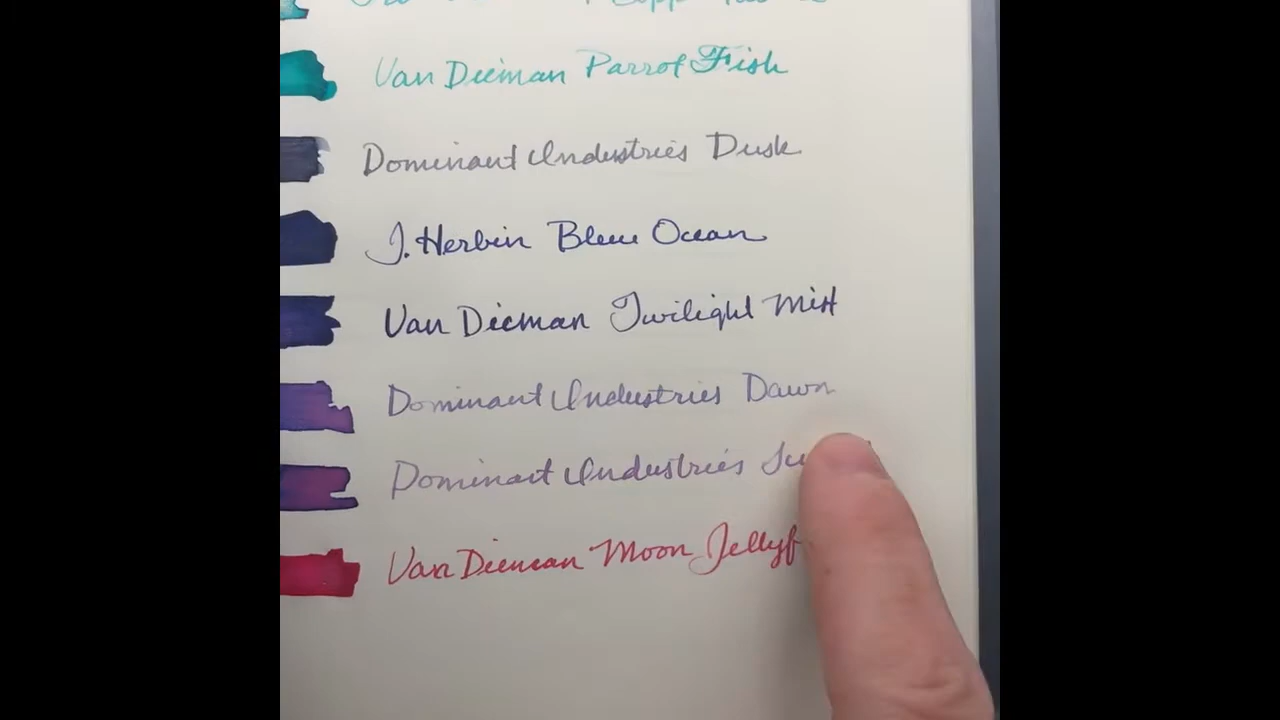 Van Dieman Parrot Fish
Dominant Industries Dusk
J. Herbin Bleu Ocean
Van Dieman Twilight Mist
Dominant Industries Dawn
Dominant Industries
Van Dieman Moon